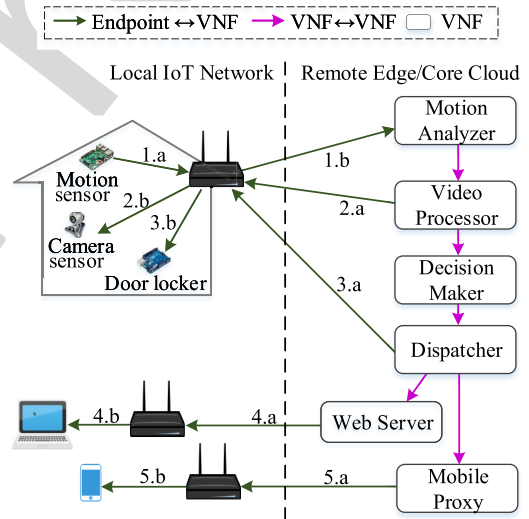 Endpoint ↔VNF VNF↔VNF VNF
Local IoT Network Remote Edge/Core Cloud
Motion
Analyzer
1.a
1.b
Motion
sensor
2.b
2.a
Video
Processor
3.b
Camera
sensor
Door locker
Decision
Maker
3.a
Dispatcher
4.b
4.a
Web Server
5.b
5.a
Mobile
Proxy